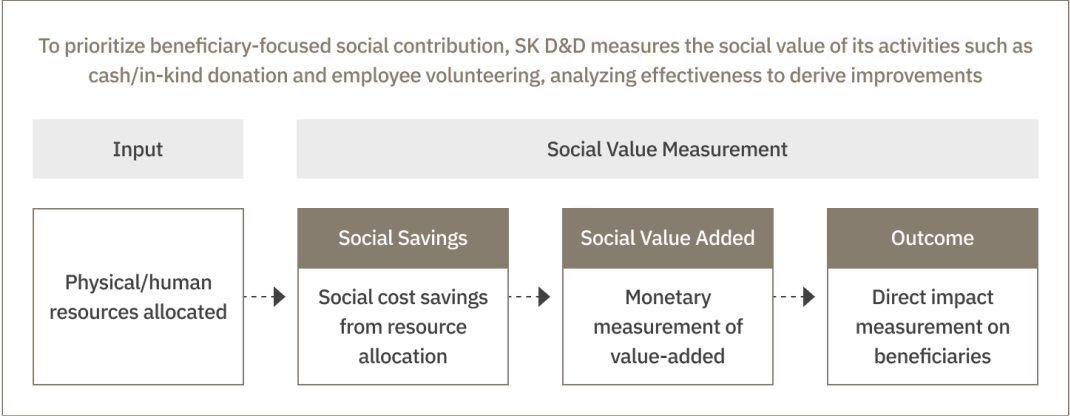 To prioritize beneficiary-focused social contribution, SK D&D measures the social value of its activities such as
cash/in-kind donation and employee volunteering, analyzing effectiveness to derive improvements
Input
Social Value Measurement
Physical/human
resources allocated
Social Savings
Social cost savings
from resource
allocation
Social Value Added
Monetary
measurement of
value-added
Outcome
Direct impact
measurement on
beneficiaries